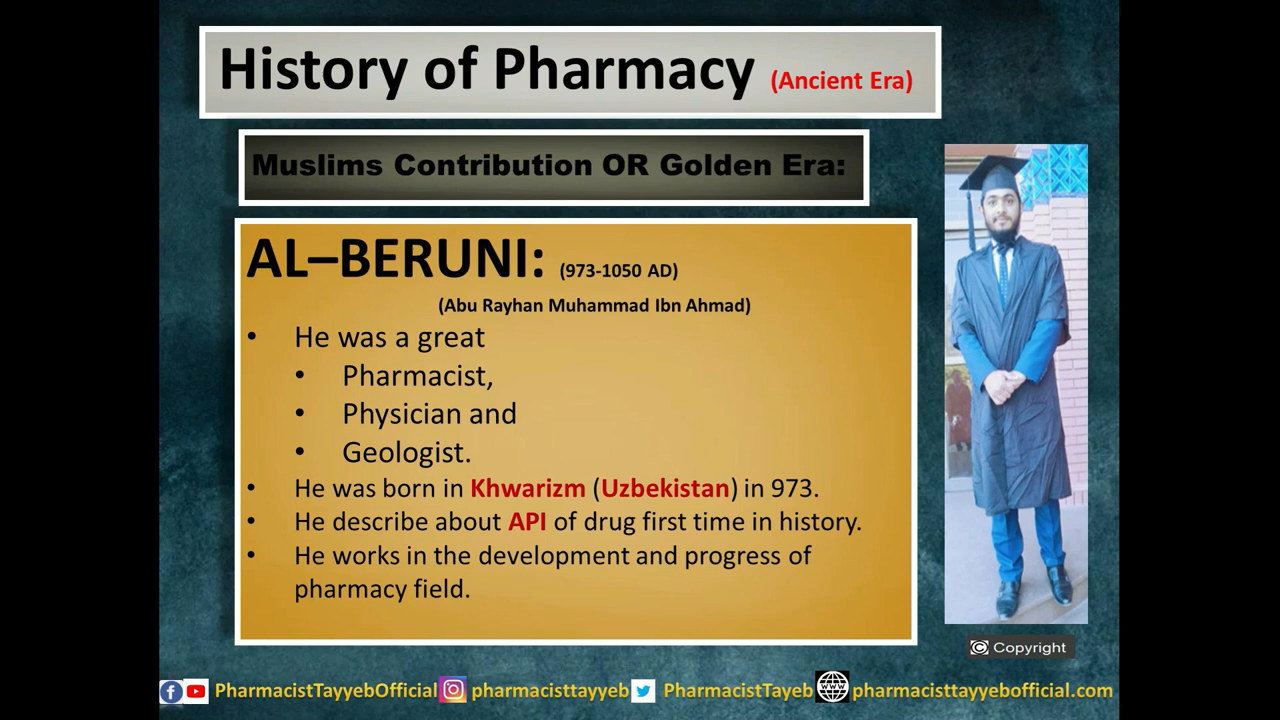 History of Pharmacy (Ancient Era)
Muslims Contribution OR Golden Era:
AL–BERUNI: (973-1050 AD)
(Abu Rayhan Muhammad Ibn Ahmad)
• He was a great
• Pharmacist,
• Physician and
• Geologist.
• He was born in Khwarizm (Uzbekistan) in 973.
• He describe about API of drug first time in history.
• He works in the development and progress of
pharmacy field.
© Copyright
PharmacistTayyebOfficial pharmacisttayyeb PharmacistTayeb pharmacisttayyebofficial.com